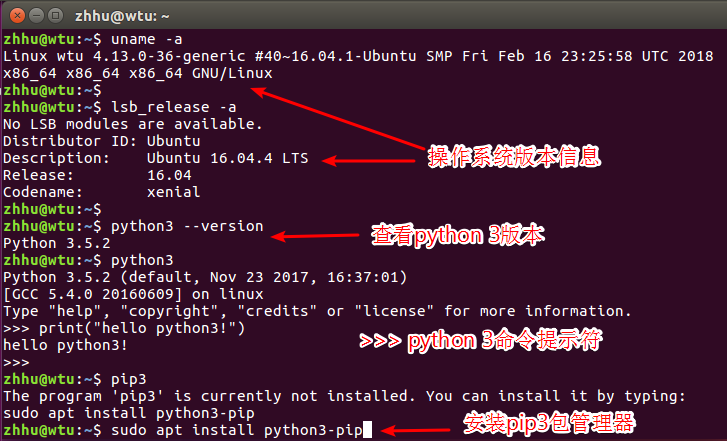 zhhu@wtu: ~
zhhu@wtu:~$ uname -a
Linux wtu 4.13.0-36-generic #40~16.04.1-Ubuntu SMP Fri Feb 16 23:25:58 UTC 2018
x86_64 x86_64 x86_64 GNU/Linux
zhhu@wtu:~$
zhhu@wtu:~$ lsb_release -a
No LSB modules are available.
Distributor ID: Ubuntu
操作系统版本信息
Description:    Ubuntu 16.04.4 LTS
Release:        16.04
Codename:       xenial
zhhu@wtu:~$
zhhu@wtu:~$ python3 --version
查看python 3版本
Python 3.5.2
zhhu@wtu:~$ python3
Python 3.5.2 (default, Nov 23 2017, 16:37:01)
[GCC 5.4.0 20160609] on linux
Type "help", "copyright", "credits" or "license" for more information.
>>> print("hello python3!")
hello python3!
>>> python 3命令提示符
>>>
zhhu@wtu:~$ pip3
The program 'pip3' is currently not installed. You can install it by typing:
sudo apt install python3-pip
安装pip3包管理器
zhhu@wtu:~$ sudo apt install python3-pip